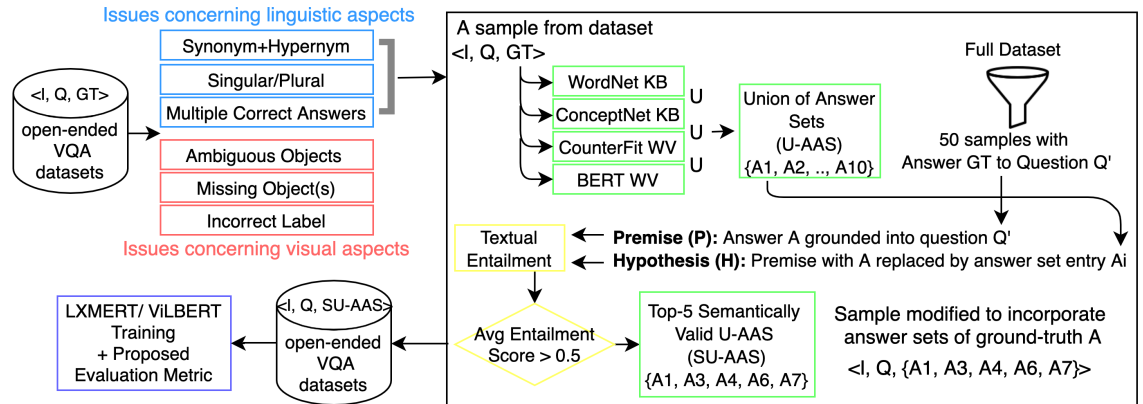 Issues concerning linguistic aspects
<I, Q, GT>
open-ended
VQA
datasets
Synonym+Hypernym
Singular/Plural
Multiple Correct Answers
Ambiguous Objects
Missing Object(s)
Incorrect Label
Issues concerning visual aspects
A sample from dataset
<I, Q, GT>
WordNet KB
ConceptNet KB
CounterFit WV
BERT WV
U
U
U
Union of Answer
Sets
(U-AAS)
{A1, A2, .., A10}
Full Dataset
50 samples with
Answer GT to Question Q'
Textual
Entailment
Premise (P): Answer A grounded into question Q'
Hypothesis (H): Premise with A replaced by answer set entry Ai
Avg Entailment
Score > 0.5
Top-5 Semantically
Valid U-AAS
(SU-AAS)
{A1, A3, A4, A6, A7}
Sample modified to incorporate
answer sets of ground-truth A
<I, Q, {A1, A3, A4, A6, A7}>
<I, Q, SU-AAS>
open-ended
VQA
datasets
LXMERT/ ViLBERT
Training
+ Proposed
Evaluation Metric